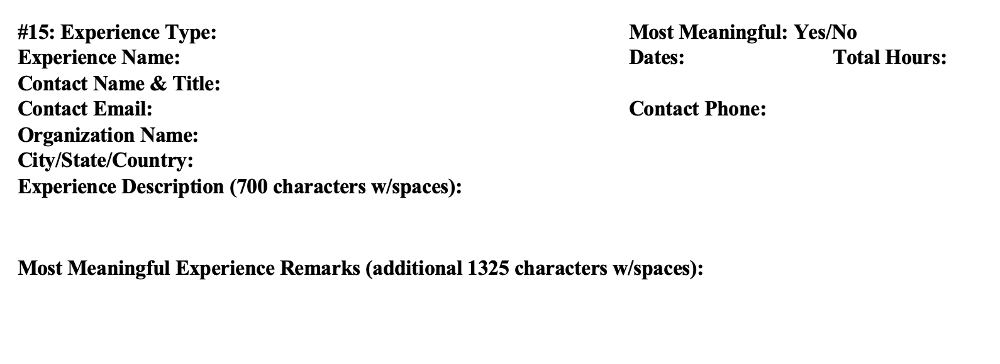 #15: Experience Type: Most Meaningful: Yes/No
Experience Name: Dates: Total Hours:
Contact Name & Title:
Contact Email: Contact Phone:
Organization Name:
City/State/Country:
Experience Description (700 characters w/spaces):
Most Meaningful Experience Remarks (additional 1325 characters w/spaces):